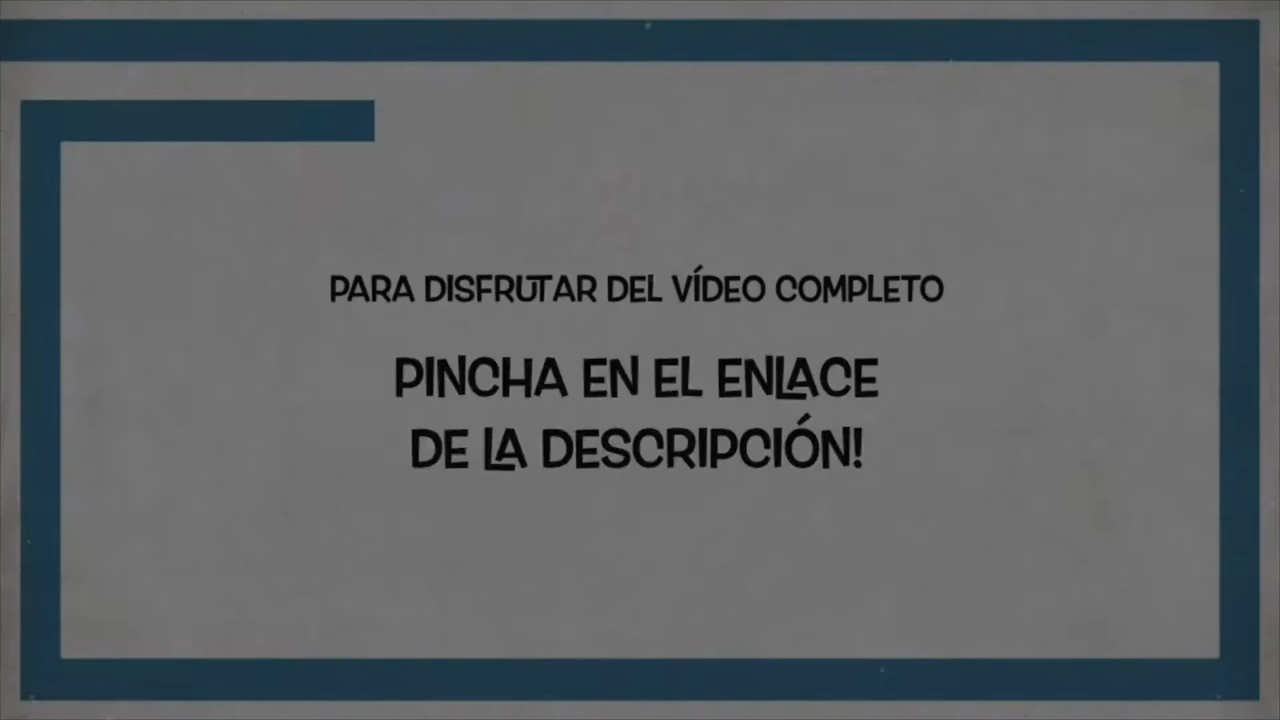 PARA DISFRUTAR DEL VÍDEO COMPLETO
PINCHA EN EL ENLACE
DE LA DESCRIPCIÓN!